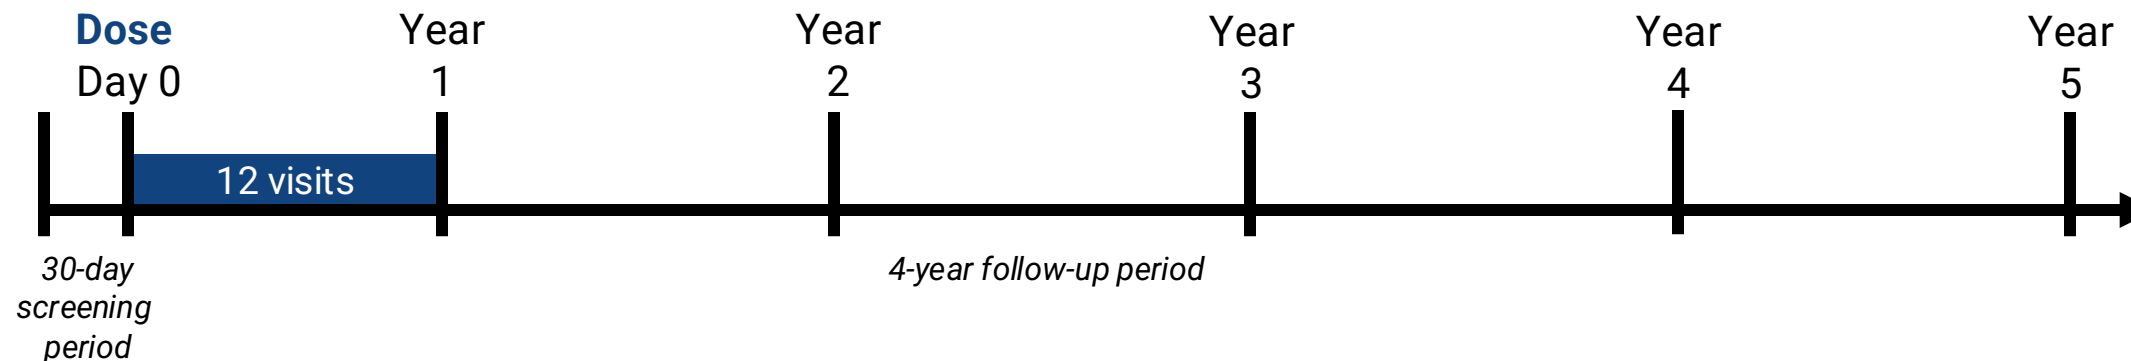 Dose
Day 0
Year
1
Year
2
Year
3
Year
4
Year
5
12 visits
30-day
screening
period
4-year follow-up period